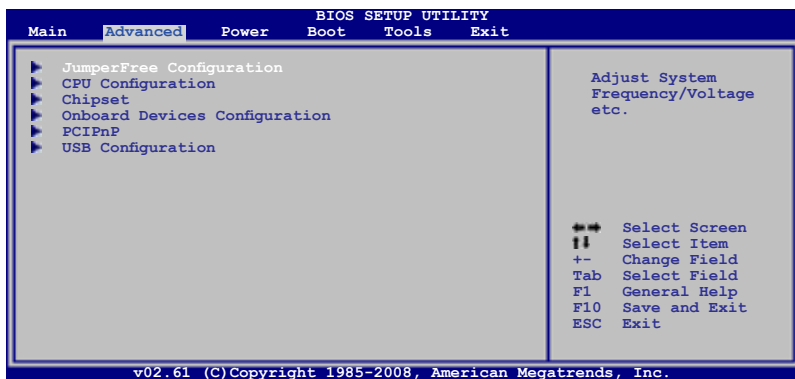 BIOS SETUP UTILITY
Main Advanced Power Boot Tools Exit
JumperFree Configuration
CPU Configuration
Chipset
Onboard Devices Configuration
PCIPnP
USB Configuration
Adjust System
Frequency/Voltage
etc.
Select Screen
Select Item
+- Change Field
Tab Select Field
F1 General Help
F10 Save and Exit
ESC Exit
v02.61 (C)Copyright 1985-2008, American Megatrends, Inc.